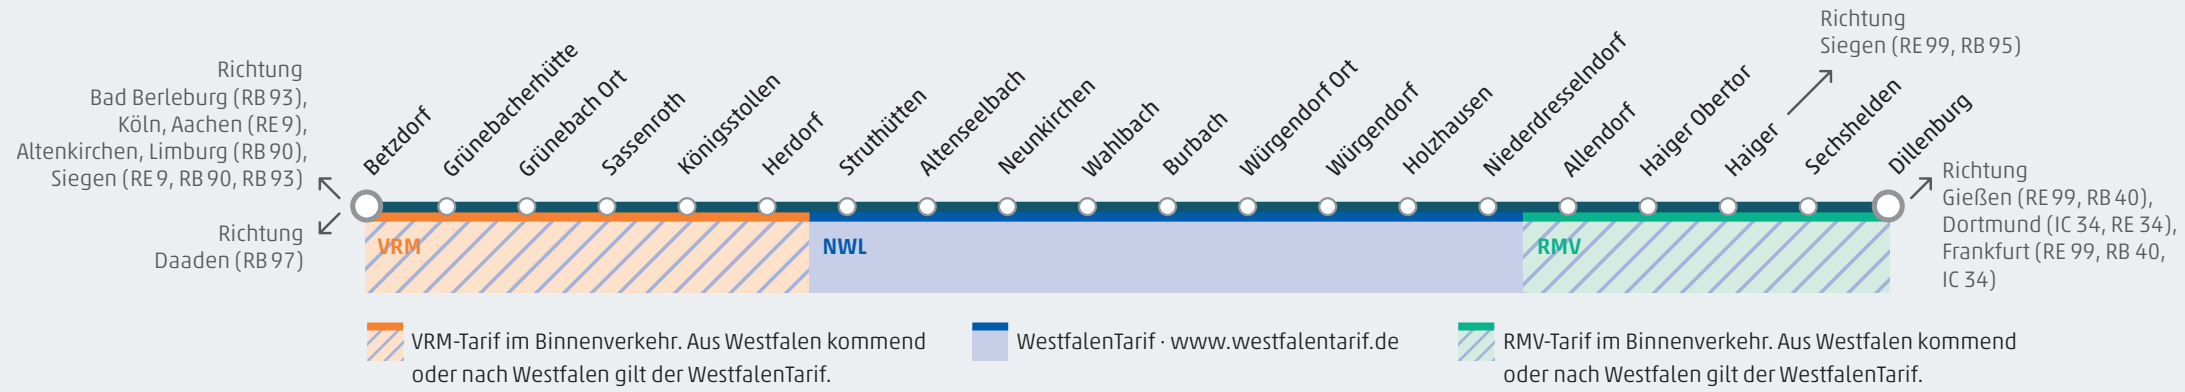 Richtung
Bad Berleburg (RB 93),
Köln, Aachen (RE 9),
Altenkirchen, Limburg (RB 90),
Siegen (RE 9, RB 90, RB 93)
Richtung
Daaden (RB 97)
Betzdorf
Grünebacherhütte
Grünebach Ort
Sassenroth
Königsstollen
Herdorf
Struthütten
Altenseelbach
Neunkirchen
Wahlbach
Burbach
Würgendorf Ort
Würgendorf
Holzhausen
Niederdresselndorf
Allendorf
Haiger Obertor
Haiger
Sechshelden
Dillenburg
Richtung
Siegen (RE 99, RB 95)
Richtung
Gießen (RE 99, RB 40),
Dortmund (IC 34, RE 34),
Frankfurt (RE 99, RB 40,
IC 34)
VRM
NWL
RMV
VRM-Tarif im Binnenverkehr. Aus Westfalen kommend
oder nach Westfalen gilt der WestfalenTarif.
WestfalenTarif · www.westfalentarif.de
RMV-Tarif im Binnenverkehr. Aus Westfalen kommend
oder nach Westfalen gilt der WestfalenTarif.